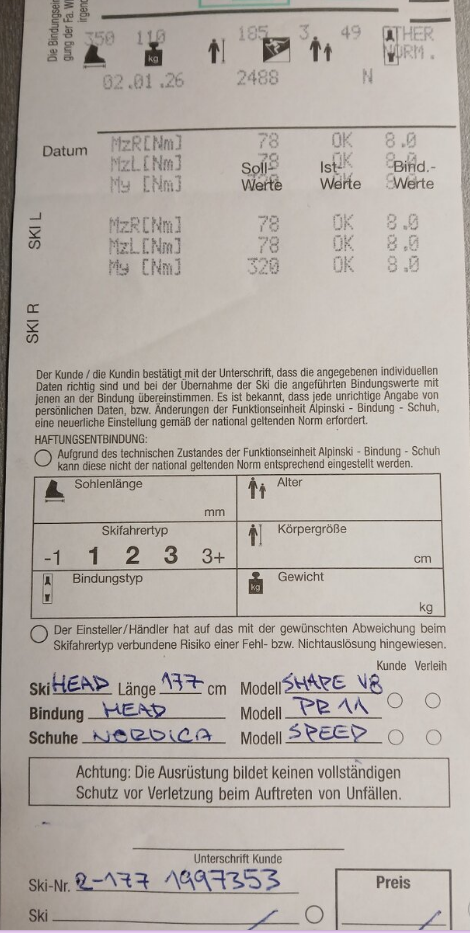 Die Bindungsein
gung der Fa. W
irgen
350 110 185 3 49 OTHER
kg NORM.
02.01.26 2488 N
Datum MzR[Nm] 78 OK 8.0
MzL[Nm] 78 OK 8.0
My [Nm] OK 8.0
Soll- Ist- Bind.-
Werte Werte Werte
SKI L
MzR[Nm] 78 OK 8.0
MzL[Nm] 78 OK 8.0
My [Nm] 320 OK 8.0
SKI R
Der Kunde / die Kundin bestätigt mit der Unterschrift, dass die angegebenen individuellen
Daten richtig sind und bei der Übernahme der Ski die angeführten Bindungswerte mit
jenen an der Bindung übereinstimmen. Es ist bekannt, dass jede unrichtige Angabe von
persönlichen Daten, bzw. Änderungen der Funktionseinheit Alpinski - Bindung - Schuh,
eine neuerliche Einstellung gemäß der national geltenden Norm erfordert.
HAFTUNGSENTBINDUNG:
Aufgrund des technischen Zustandes der Funktionseinheit Alpinski - Bindung - Schuh
kann diese nicht der national geltenden Norm entsprechend eingestellt werden.
Sohlenlänge Alter
mm
Skifahrertyp Körpergröße
-1 1 2 3 3+ cm
Bindungstyp kg Gewicht
kg
Der Einsteller/Händler hat auf das mit der gewünschten Abweichung beim
Skifahrertyp verbundene Risiko einer Fehl- bzw. Nichtauslösung hingewiesen.
Kunde Verleih
Ski HEAD Länge 177 cm Modell SHAPE V8
Bindung HEAD Modell PR 11
Schuhe NORDICA Modell SPEED
Achtung: Die Ausrüstung bildet keinen vollständigen
Schutz vor Verletzung beim Auftreten von Unfällen.
Unterschrift Kunde
Ski-Nr. 2-177 1997353 Preis
Ski